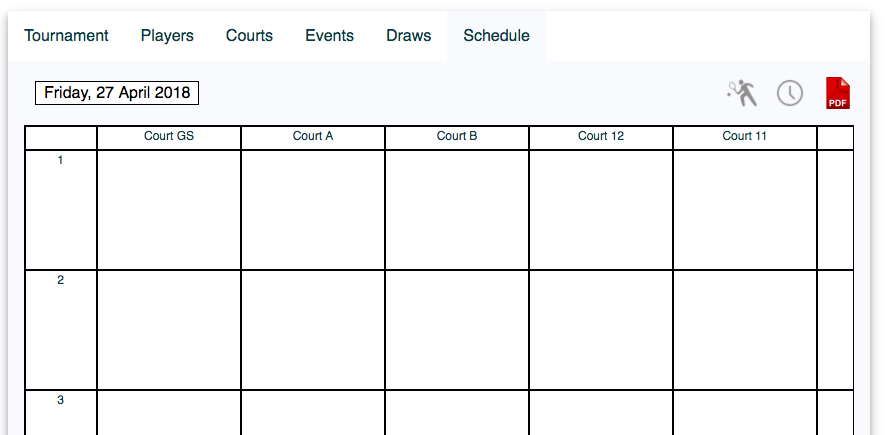 Tournament Players Courts Events Draws Schedule
Friday, 27 April 2018
PDF
Court GS Court A Court B Court 12 Court 11
1
2
3